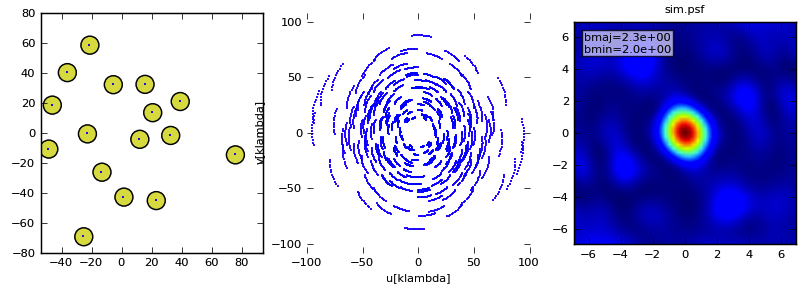 sim.psf
80
60
40
20
0
−20
−40
−60
−80
−40 −20 0 20 40 60 80
v[klambda]
100
50
0
−50
−100
−100 −50 0 50 100
u[klambda]
bmaj=2.3e+00
bmin=2.0e+00
6
4
2
0
−2
−4
−6
−6 −4 −2 0 2 4 6